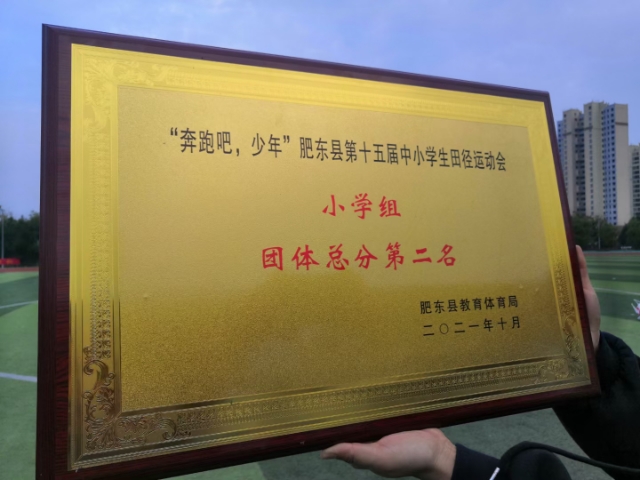 “奔跑吧，少年”肥东县第十五届中小学生田径运动会
小学组
团体总分第二名
肥东县教育体育局
二〇二一年十月